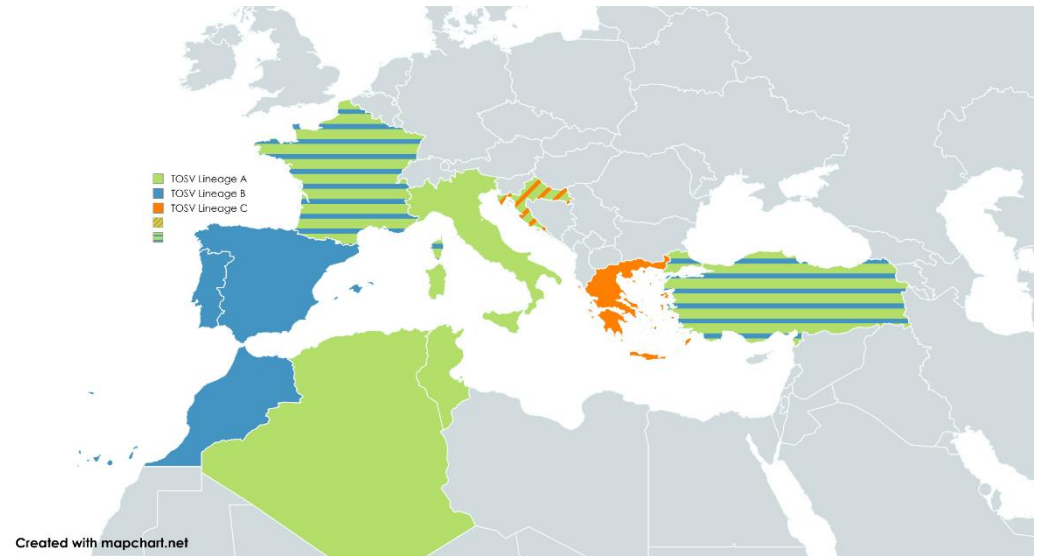 TOSV Lineage A
TOSV Lineage B
TOSV Lineage C
Created with mapchart.net